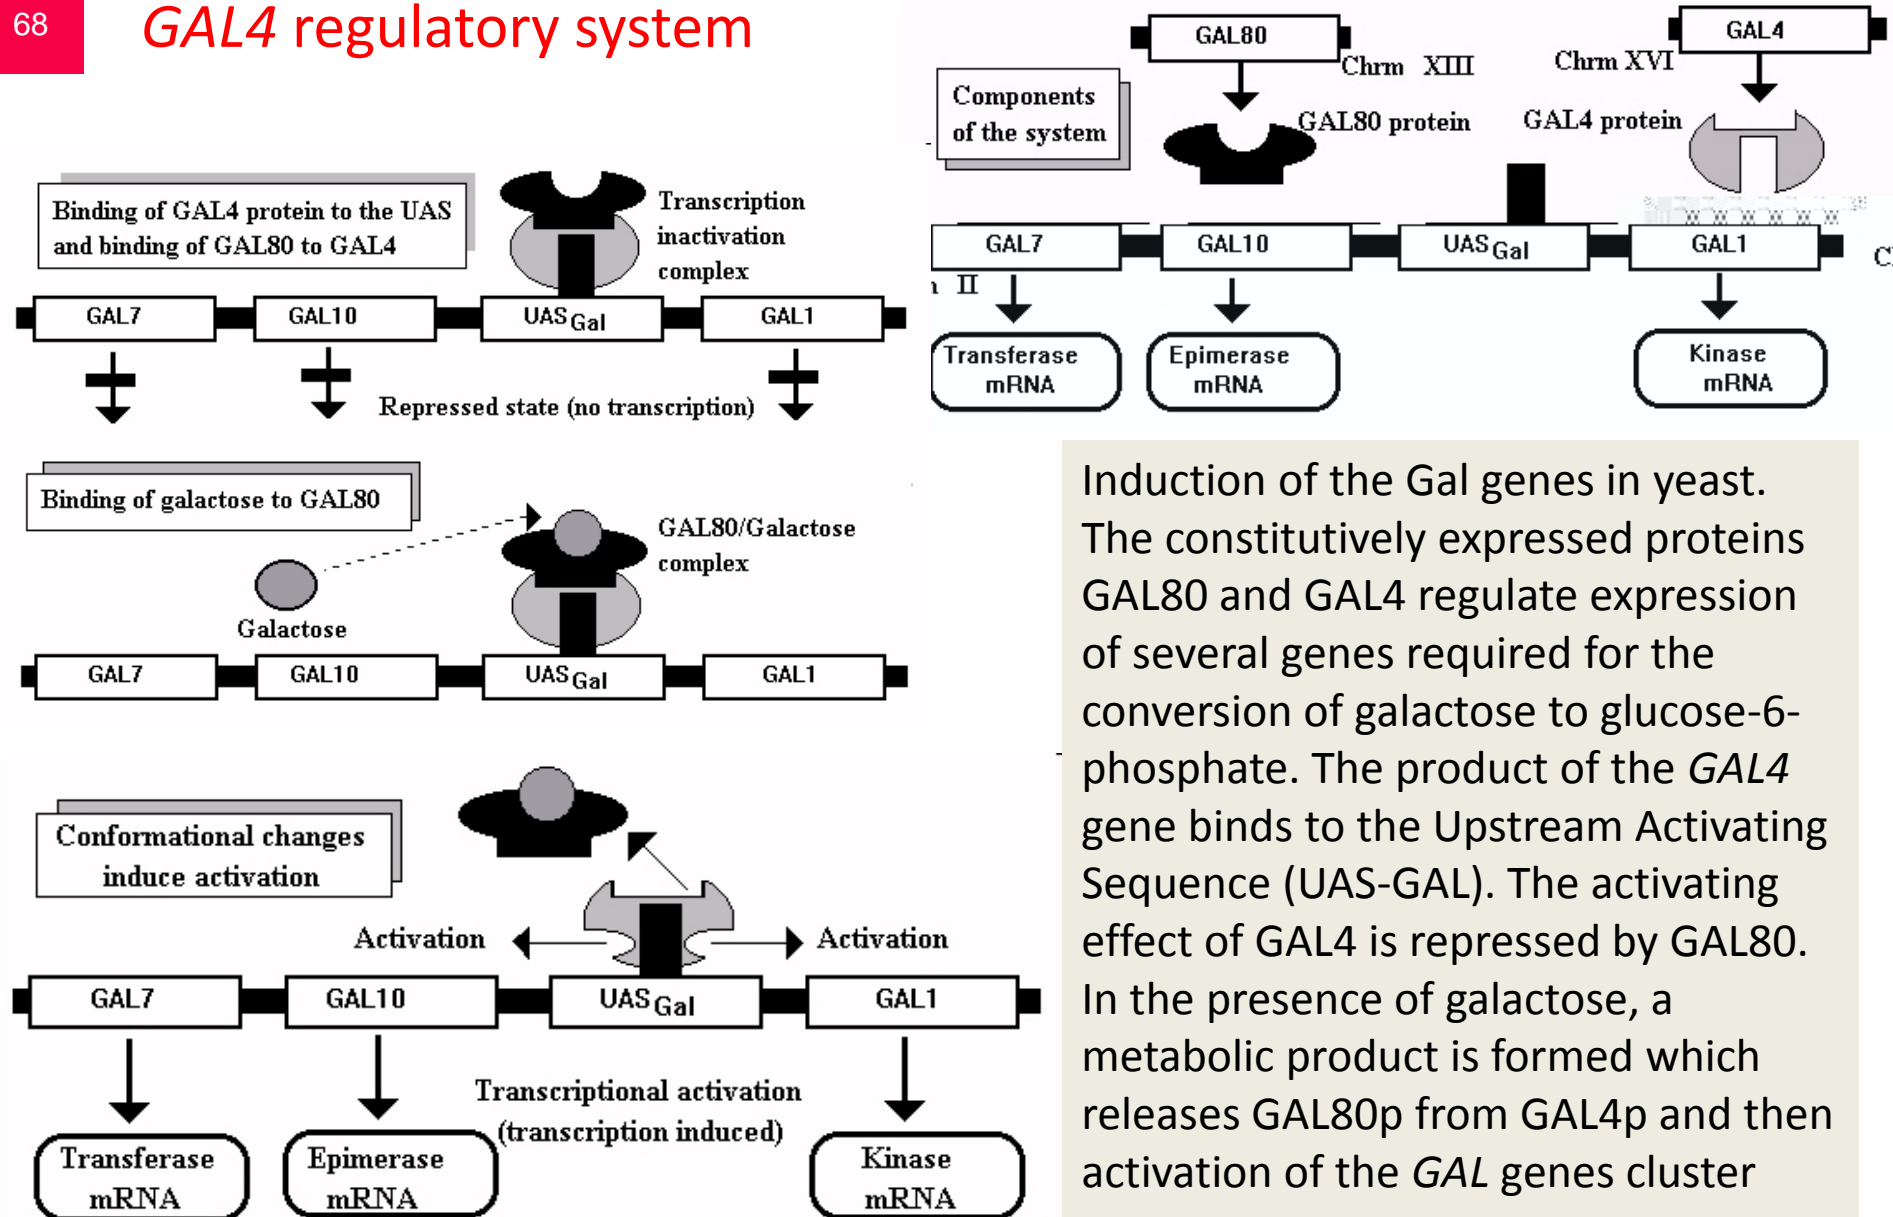 68
GAL4 regulatory system
Binding of GAL4 protein to the UAS
and binding of GAL80 to GAL4
Transcription
inactivation
complex
GAL7
GAL10
UAS Gal
GAL1
Repressed state (no transcription)
Binding of galactose to GAL80
GAL80/Galactose
complex
Galactose
GAL7
GAL10
UAS Gal
GAL1
Conformational changes
induce activation
Activation
Activation
GAL7
GAL10
UAS Gal
GAL1
Transcriptional activation
(transcription induced)
Transferase
mRNA
Epimerase
mRNA
Kinase
mRNA
Components
of the system
GAL80
Chrm XIII
GAL80 protein
GAL4
Chrm XVI
GAL4 protein
GAL7
GAL10
UAS Gal
GAL1
II
Transferase
mRNA
Epimerase
mRNA
Kinase
mRNA
Induction of the Gal genes in yeast.
The constitutively expressed proteins
GAL80 and GAL4 regulate expression
of several genes required for the
conversion of galactose to glucose-6-
phosphate. The product of the GAL4
gene binds to the Upstream Activating
Sequence (UAS-GAL). The activating
effect of GAL4 is repressed by GAL80.
In the presence of galactose, a
metabolic product is formed which
releases GAL80p from GAL4p and then
activation of the GAL genes cluster